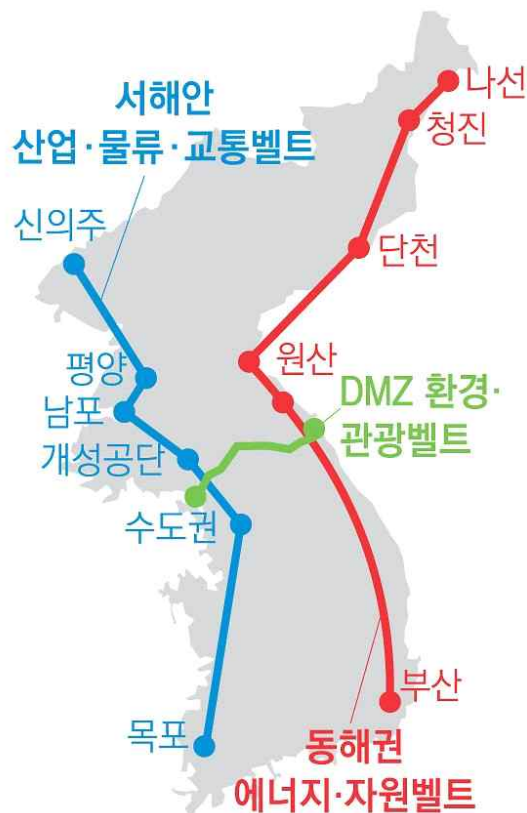 서해안
산업·물류·교통벨트
신의주
평양
남포
개성공단
수도권
목포
나선
청진
단천
원산
DMZ 환경·
관광벨트
부산
동해권
에너지·자원벨트